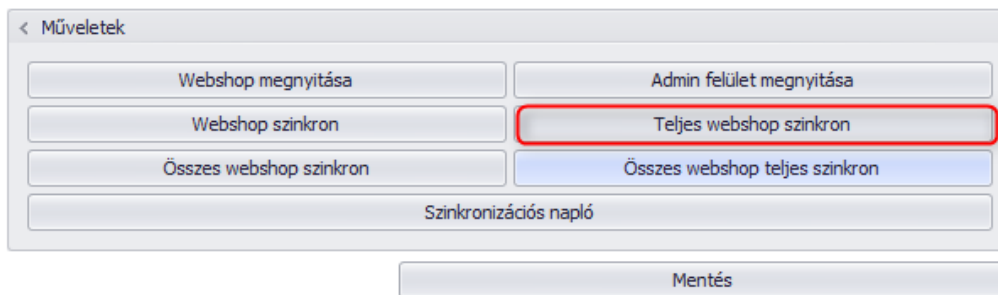 Műveletek
Webshop megnyitása
Admin felület megnyitása
Webshop szinkron
Teljes webshop szinkron
Összes webshop szinkron
Összes webshop teljes szinkron
Szinkronizációs napló
Mentés